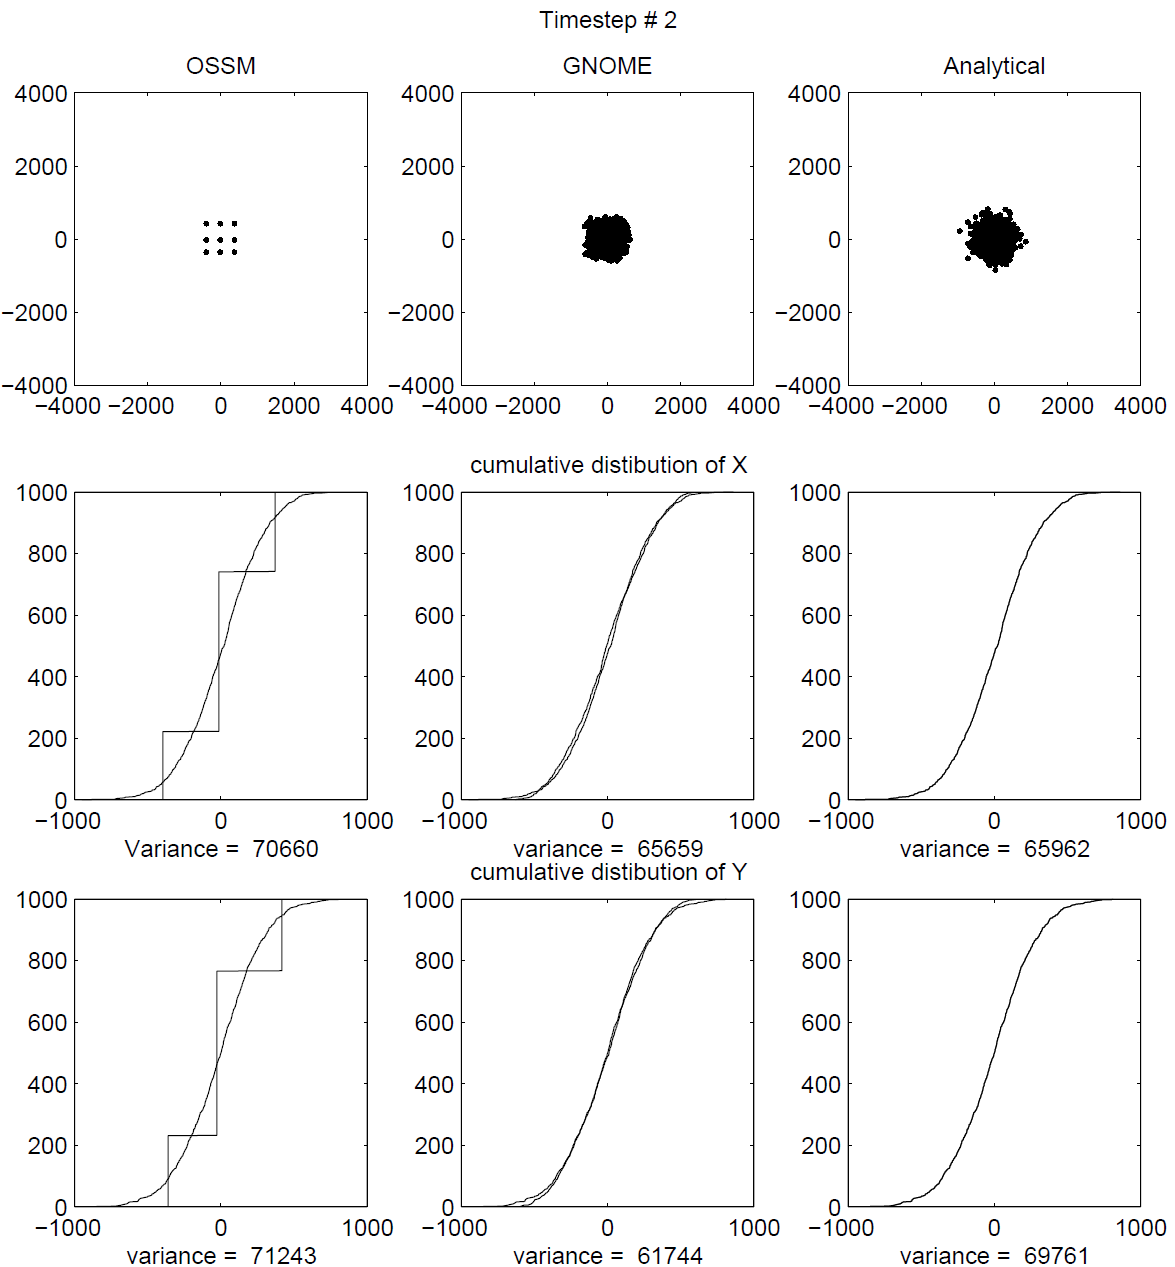 Timestep # 2
OSSM GNOME Analytical
4000 4000 4000
2000 2000 2000
0 0 0
−2000 −2000 −2000
−4000 −4000 −4000
−4000 −2000 0 2000 4000 −4000 −2000 0 2000 4000 −4000 −2000 0 2000 4000
cumulative distibution of X
1000 1000 1000
800 800 800
600 600 600
400 400 400
200 200 200
0 0 0
−1000 0 1000 −1000 0 1000 −1000 0 1000
Variance = 70660 variance = 65659 variance = 65962
cumulative distibution of Y
1000 1000 1000
800 800 800
600 600 600
400 400 400
200 200 200
0 0 0
−1000 0 1000 −1000 0 1000 −1000 0 1000
variance = 71243 variance = 61744 variance = 69761